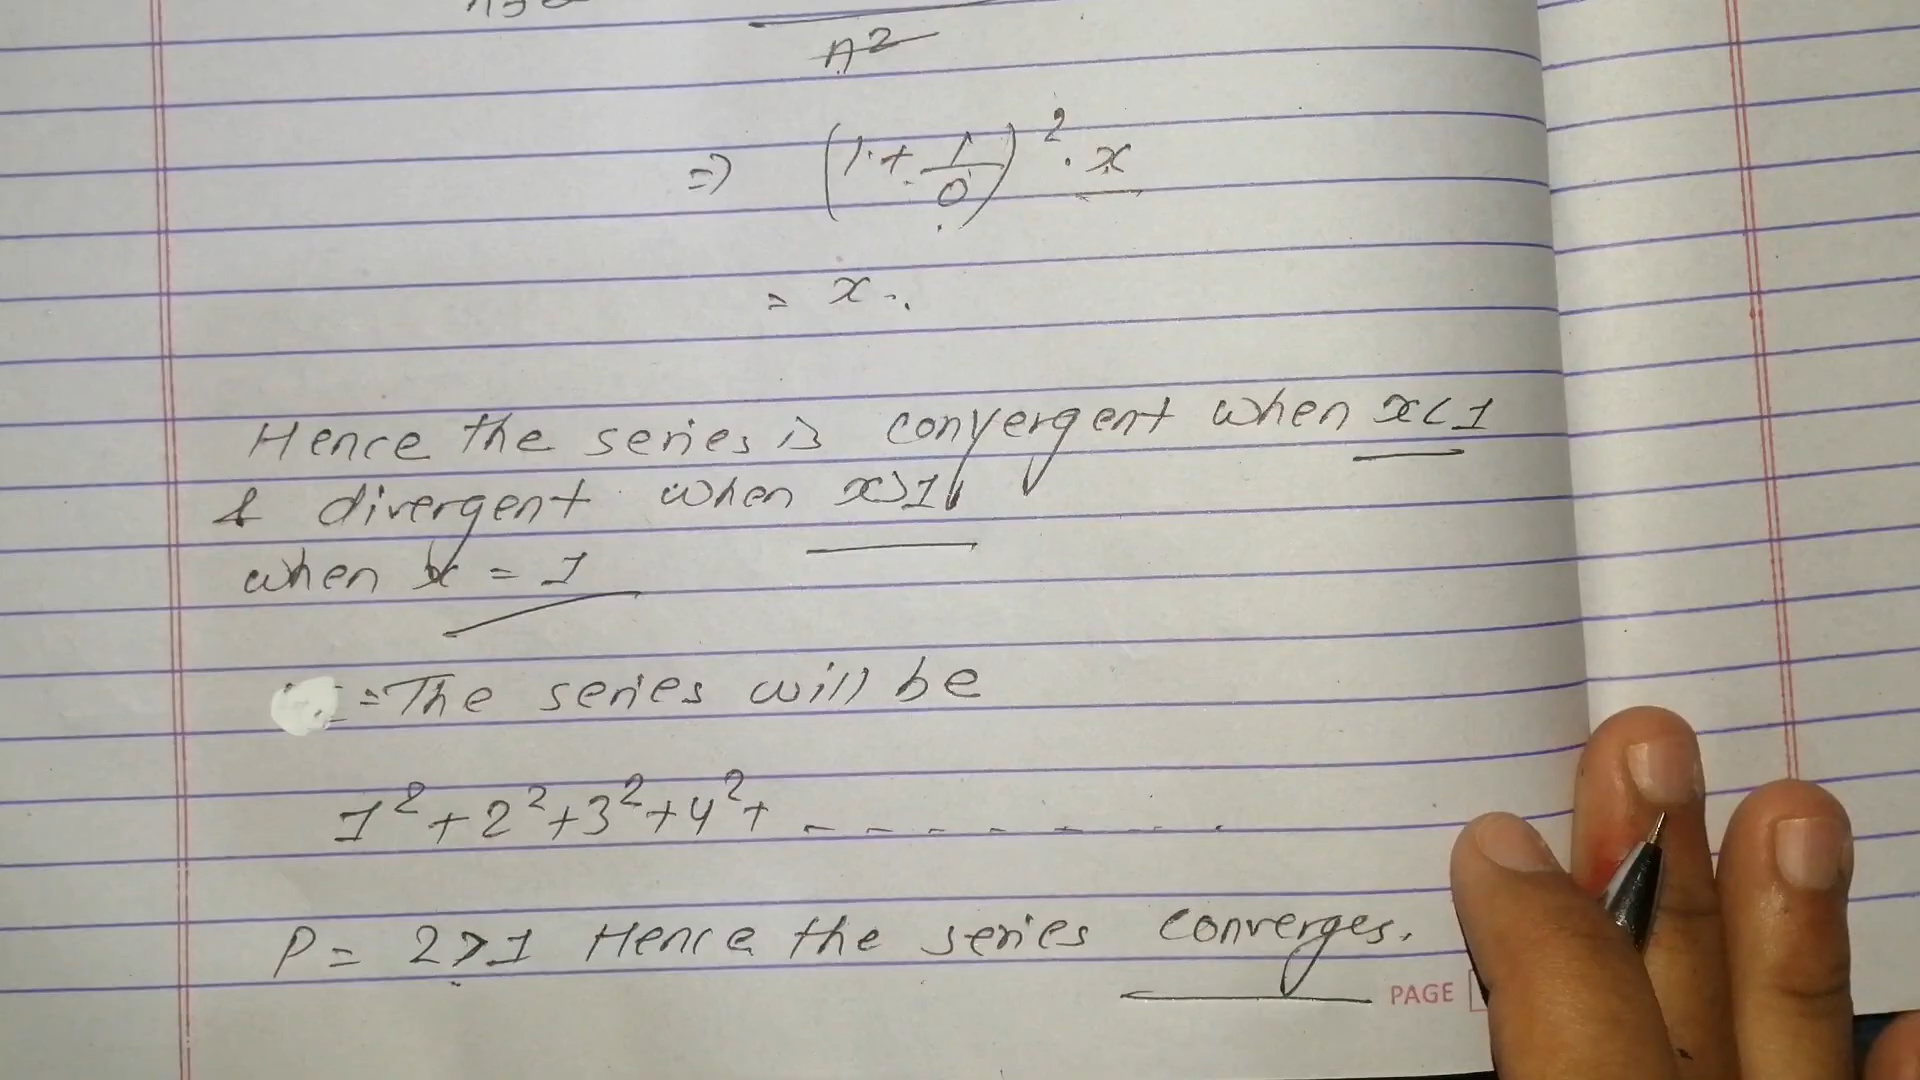 n²
=) (1+1/0)² . x
= x .
Hence the series is convergent when x<1
& divergent when x>1
when x = 1
= The series will be
1²+2²+3²+4²+ - - - - - - -
P = 2>1 Hence the series converges.
PAGE